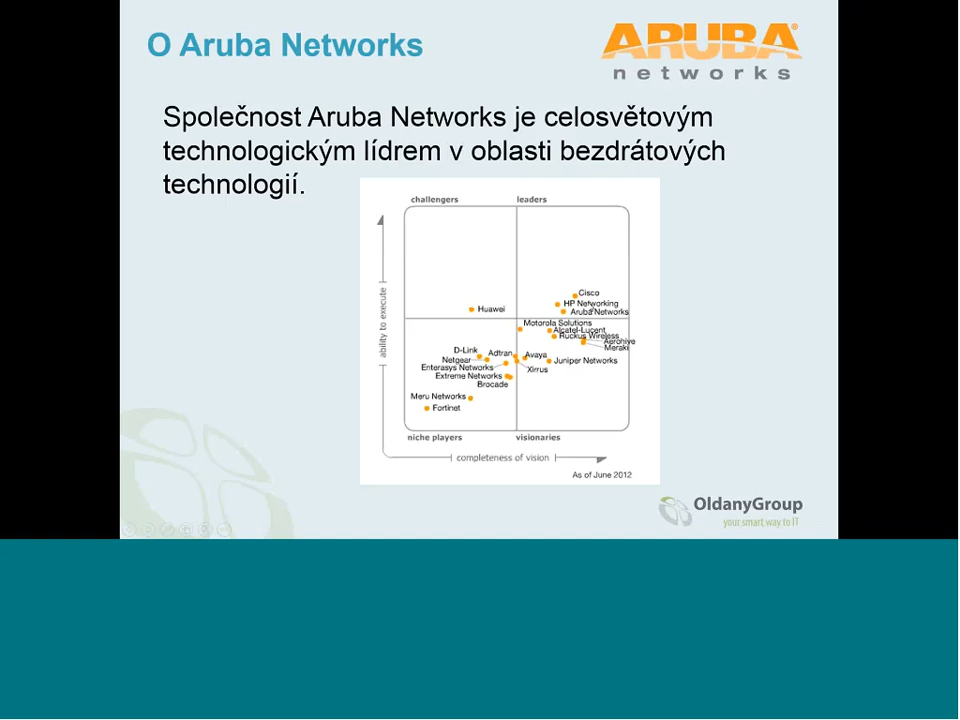 O Aruba Networks
ARUBA®
networks
Společnost Aruba Networks je celosvětovým
technologickým lídrem v oblasti bezdrátových
technologií.
challengers
leaders
ability to execute
Cisco
HP Networking
Huawei
Aruba Networks
Motorola Solutions
Alcatel-Lucent
Ruckus Wireless
Aerohive
Meraki
D-Link
Adtran
Avaya
Netgear
Juniper Networks
Enterasys Networks
Xirrus
Extreme Networks
Brocade
Meru Networks
Fortinet
niche players
visionaries
completeness of vision
As of June 2012
OldanyGroup
your smart way to IT